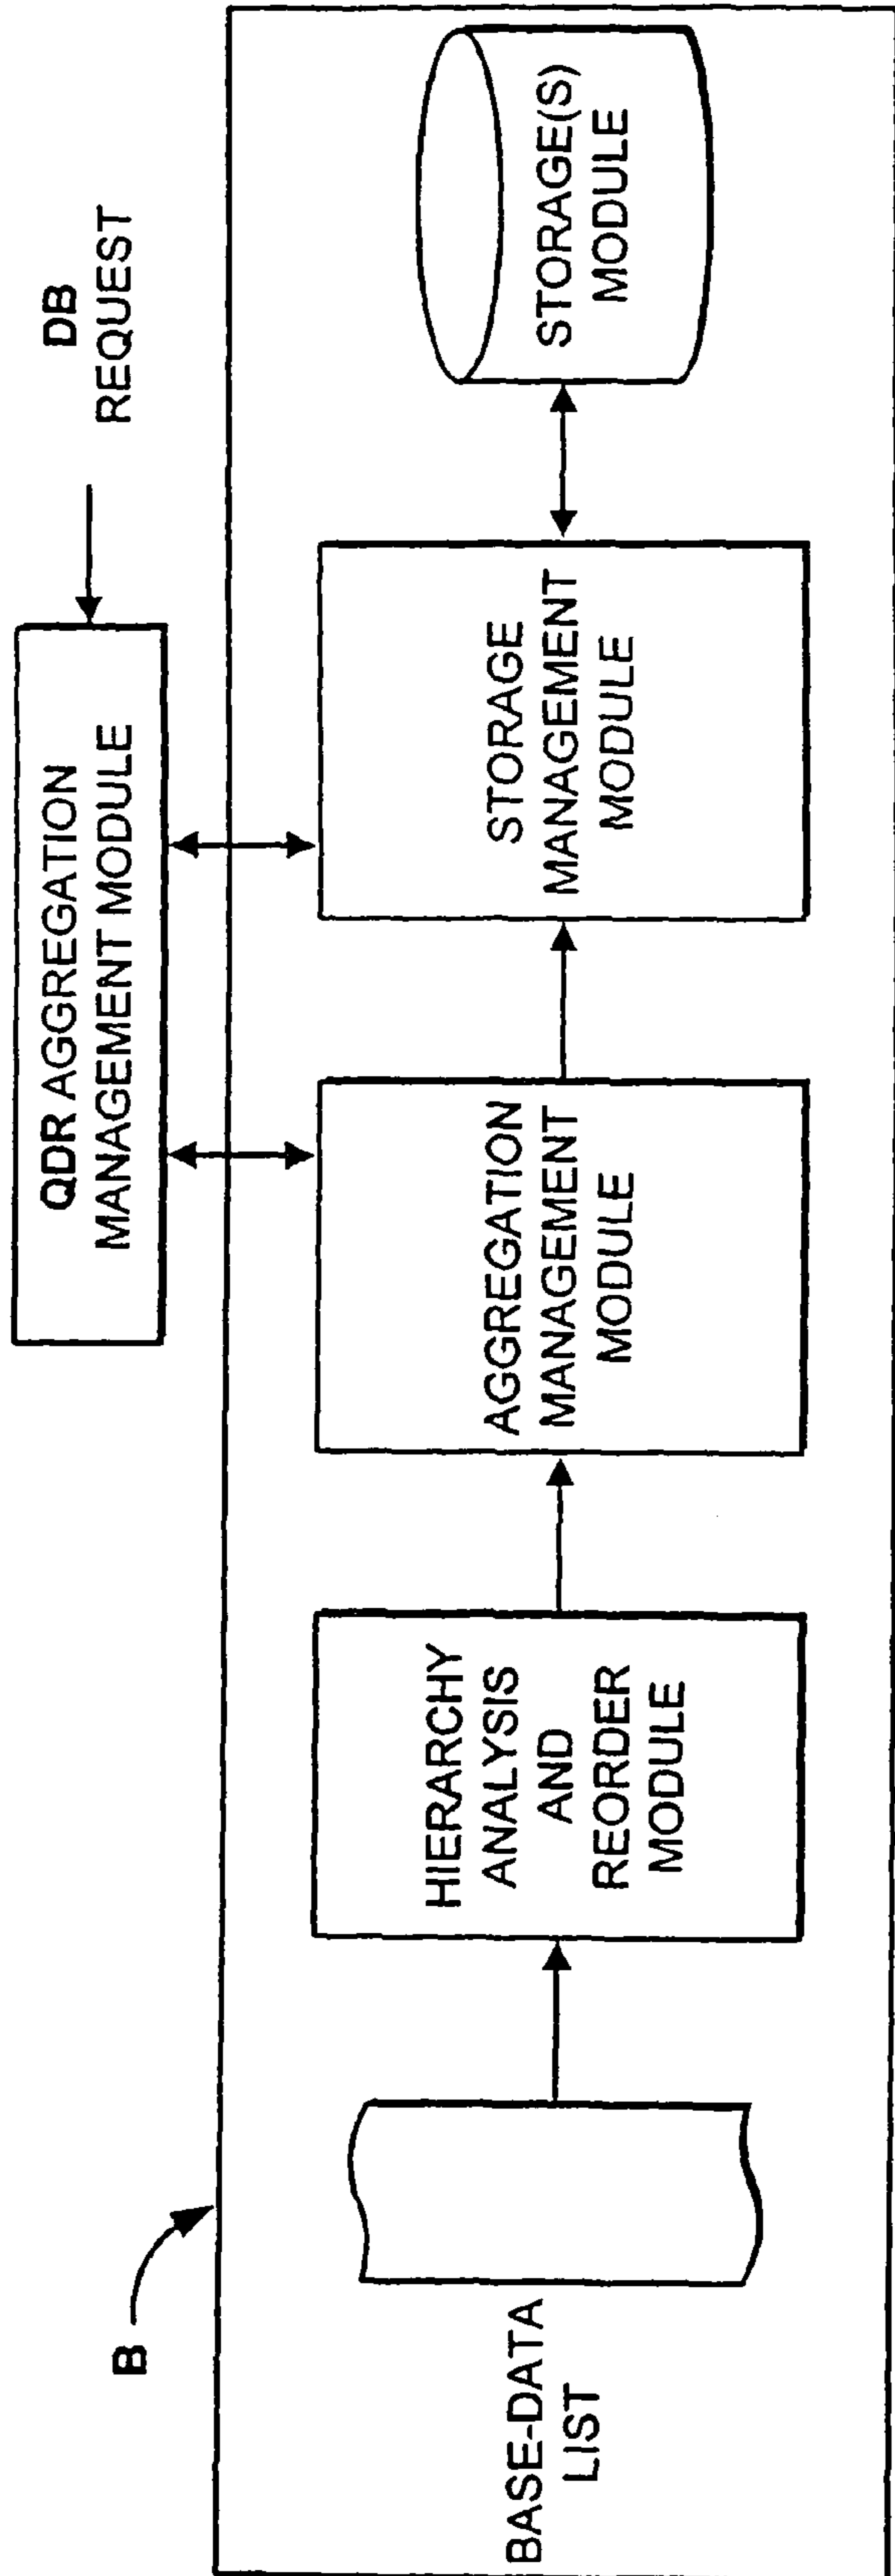 QDR AGGREGATION
MANAGEMENT MODULE
DB
REQUEST
B
BASE-DATA
LIST
HIERARCHY
ANALYSIS
AND
REORDER
MODULE
AGGREGATION
MANAGEMENT
MODULE
STORAGE
MANAGEMENT
MODULE
STORAGE(S)
MODULE